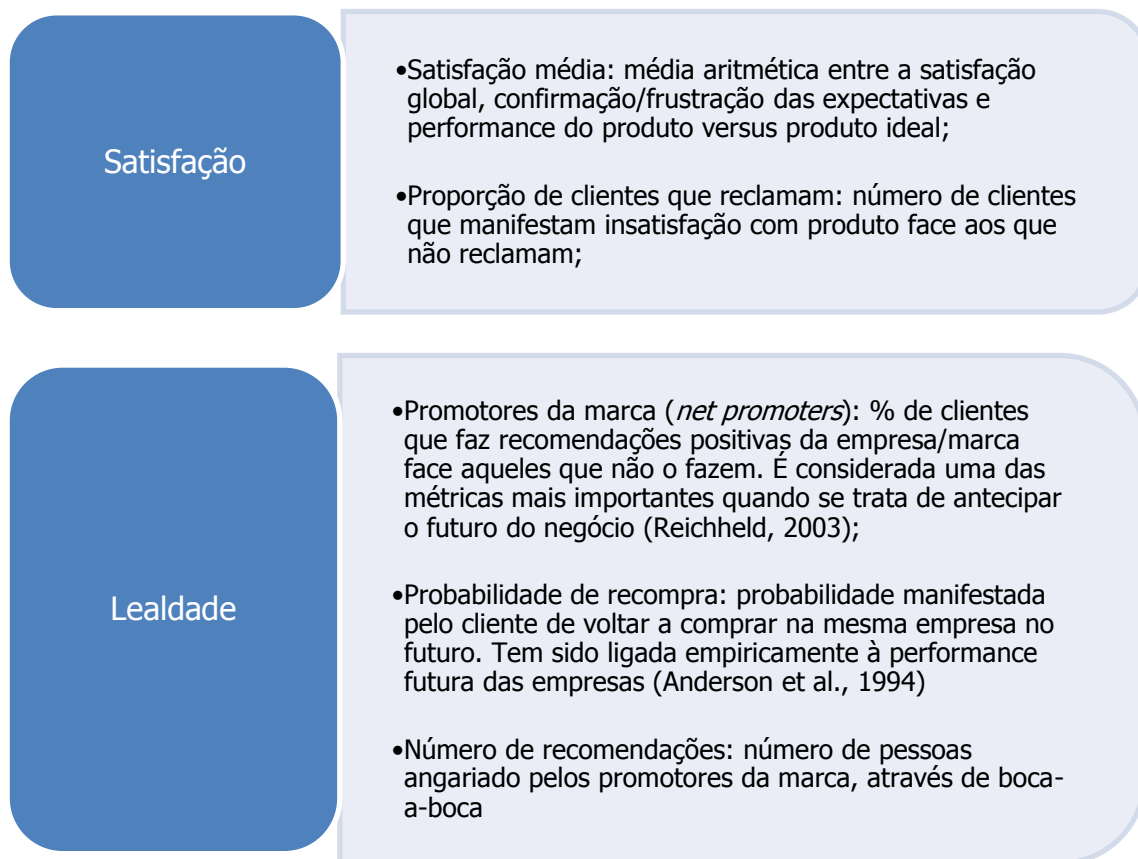 Satisfação
•Satisfação média: média aritmética entre a satisfação
global, confirmação/frustração das expectativas e
performance do produto versus produto ideal;
•Proporção de clientes que reclamam: número de clientes
que manifestam insatisfação com produto face aos que
não reclamam;
Lealdade
•Promotores da marca (net promoters): % de clientes
que faz recomendações positivas da empresa/marca
face aqueles que não o fazem. É considerada uma das
métricas mais importantes quando se trata de antecipar
o futuro do negócio (Reichheld, 2003);
•Probabilidade de recompra: probabilidade manifestada
pelo cliente de voltar a comprar na mesma empresa no
futuro. Tem sido ligada empiricamente à performance
futura das empresas (Anderson et al., 1994)
•Número de recomendações: número de pessoas
angariado pelos promotores da marca, através de boca-
a-boca